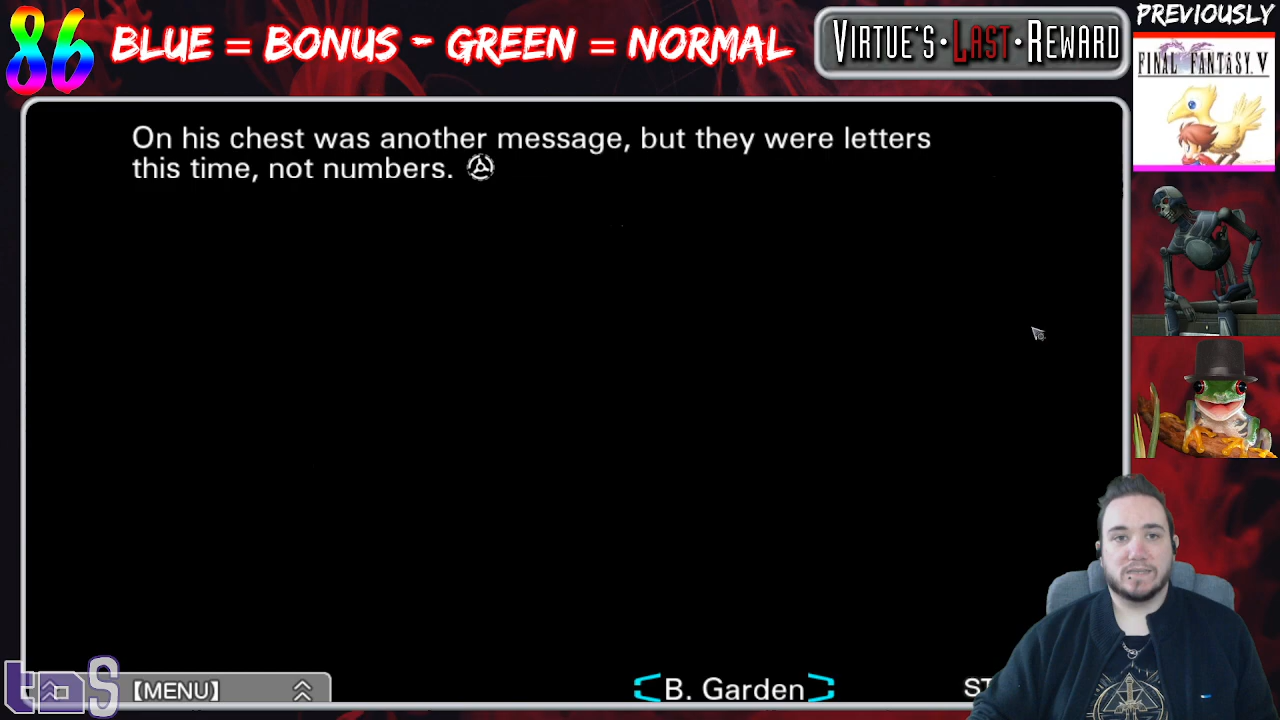 86
BLUE = BONUS - GREEN = NORMAL
VIRTUE'S·LAST·REWARD
PREVIOUSLY
FINAL FANTASY. V
On his chest was another message, but they were letters
this time, not numbers.
【MENU】
B. Garden
ST